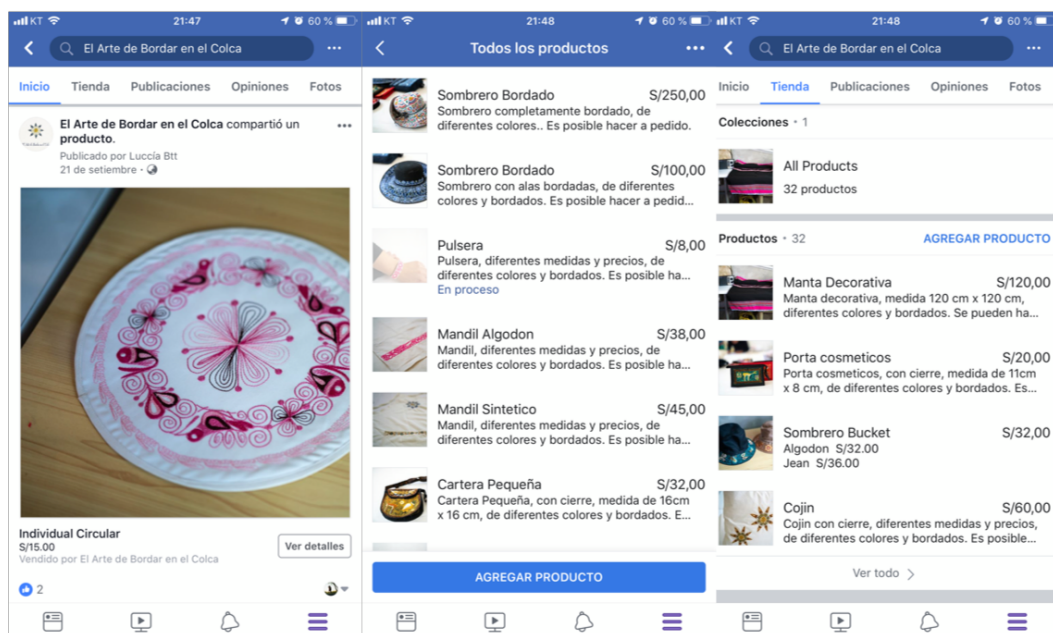 KT 21:47 60 %
El Arte de Bordar en el Colca
Inicio Tienda Publicaciones Opiniones Fotos
El Arte de Bordar en el Colca compartió un
producto.
Publicado por Luccía Btt
21 de setiembre ·
Individual Circular
S/15.00
Vendido por El Arte de Bordar en el Colca
Ver detalles
2
KT 21:48 60 %
Todos los productos
Sombrero Bordado S/250,00
Sombrero completamente bordado, de
diferentes colores.. Es posible hacer a pedido.
Sombrero Bordado S/100,00
Sombrero con alas bordadas, de diferentes
colores y bordados. Es posible hacer a pedid...
Pulsera S/8,00
Pulsera, diferentes medidas y precios, de
diferentes colores y bordados. Es posible ha...
En proceso
Mandil Algodon S/38,00
Mandil, diferentes medidas y precios, de
diferentes colores y bordados. Es posible ha...
Mandil Sintetico S/45,00
Mandil, diferentes medidas y precios, de
diferentes colores y bordados. Es posible ha...
Cartera Pequeña S/32,00
Cartera Pequeña, con cierre, medida de 16cm
x 16 cm, de diferentes colores y bordados. E...
AGREGAR PRODUCTO
KT 21:48 60 %
El Arte de Bordar en el Colca
Inicio Tienda Publicaciones Opiniones Fotos
Colecciones · 1
All Products
32 productos
Productos · 32 AGREGAR PRODUCTO
Manta Decorativa S/120,00
Manta decorativa, medida 120 cm x 120 cm,
diferentes colores y bordados. Se pueden ha...
Porta cosmeticos S/20,00
Porta cosmeticos, con cierre, medida de 11cm
x 8 cm, de diferentes colores y bordados. Es...
Sombrero Bucket S/32,00
Algodon S/32.00
Jean S/36.00
Cojin S/60,00
Cojin con cierre, diferentes medidas y precios,
de diferentes colores y bordados. Es posible...
Ver todo